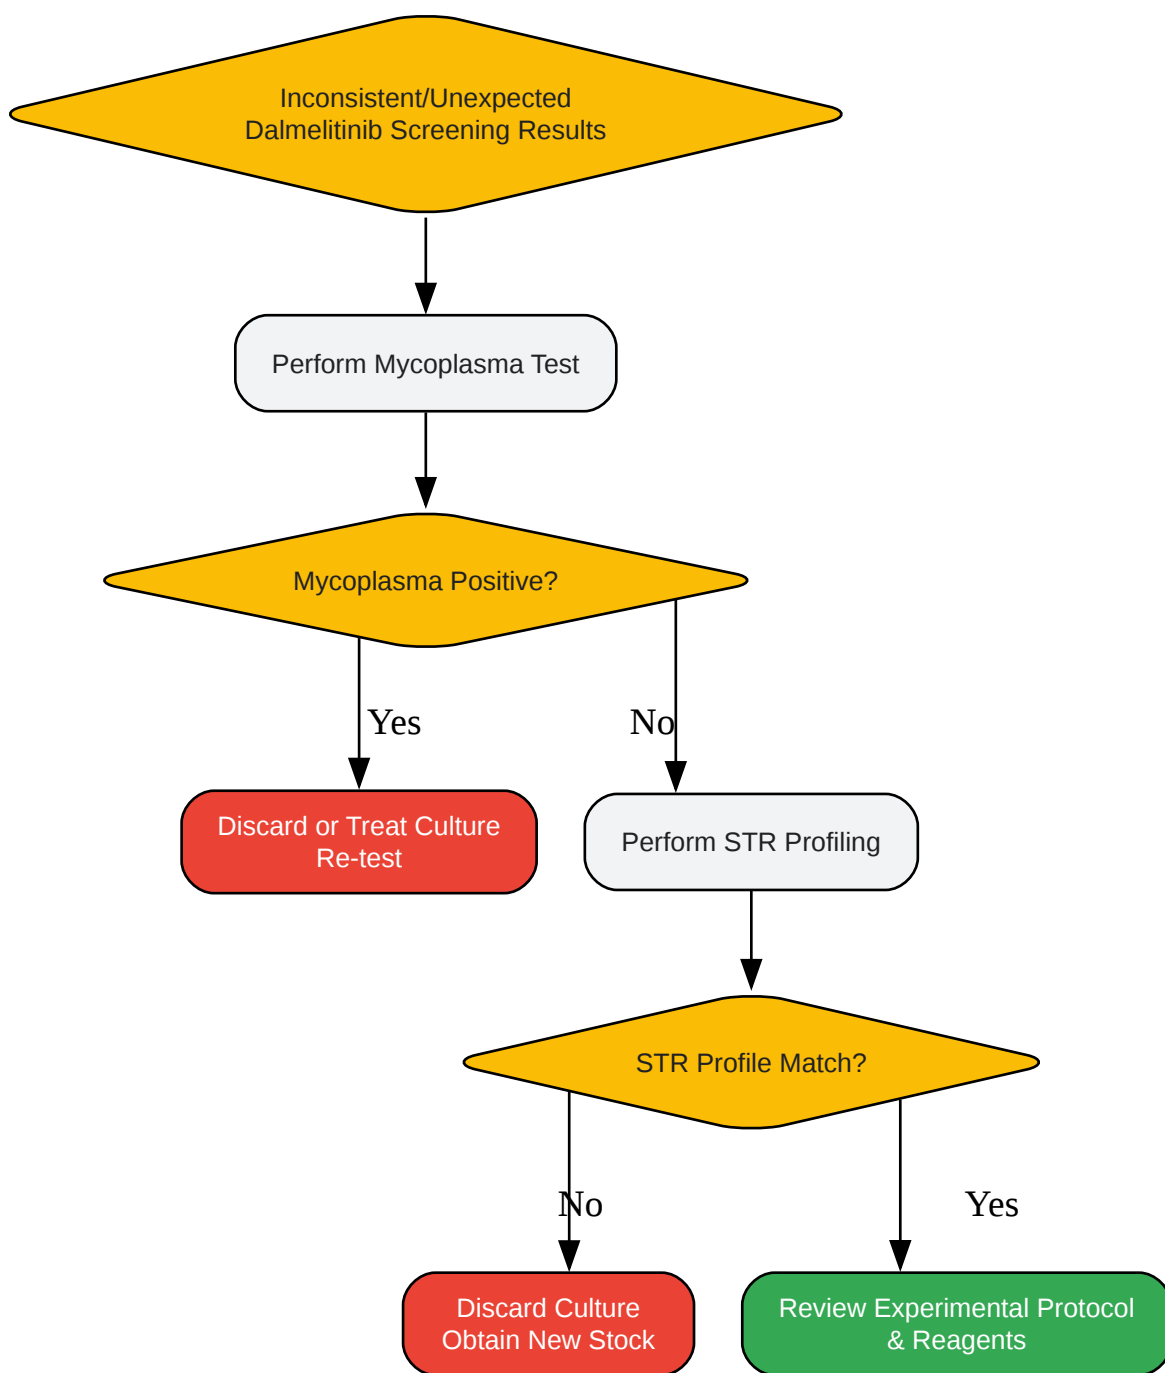 Inconsistent/Unexpected
Dalmelitinib Screening Results
Perform Mycoplasma Test
Mycoplasma Positive?
Yes
No
Discard or Treat Culture
Re-test
Perform STR Profiling
STR Profile Match?
No
Yes
Discard Culture
Obtain New Stock
Review Experimental Protocol
& Reagents